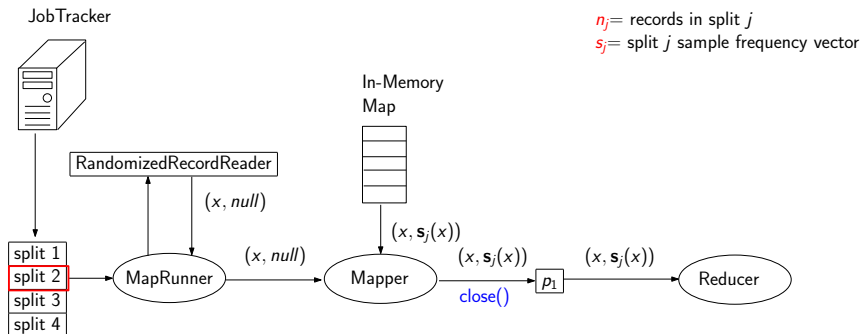 JobTracker
n_j= records in split j
s_j= split j sample frequency vector
In-Memory
Map
RandomizedRecordReader
(x, null)
(x, s_j(x))
split 1
split 2
split 3
split 4
MapRunner
(x, null)
Mapper
(x, s_j(x))
close()
p_1
(x, s_j(x))
Reducer